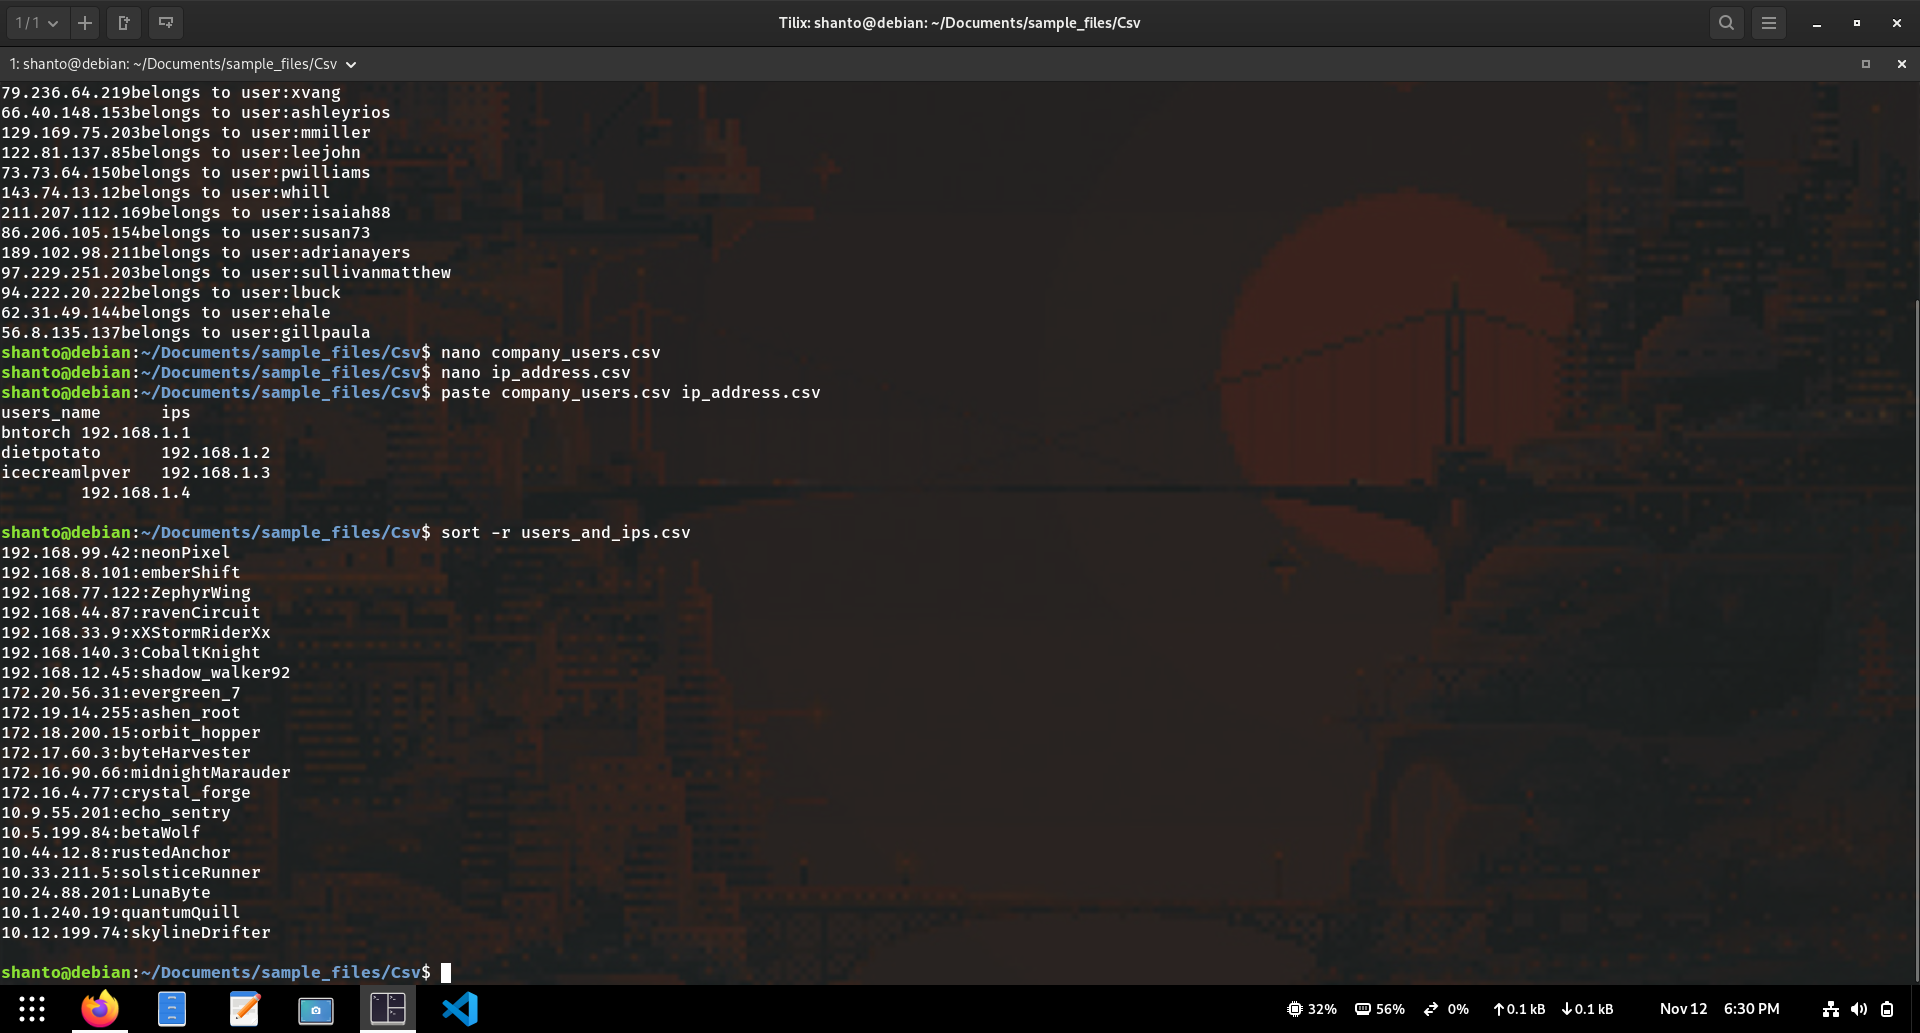 1 / 1
Tilix: shanto@debian: ~/Documents/sample_files/Csv
1: shanto@debian: ~/Documents/sample_files/Csv
79.236.64.219belongs to user:xvang
66.40.148.153belongs to user:ashleyrios
129.169.75.203belongs to user:mmiller
122.81.137.85belongs to user:leejohn
73.73.64.150belongs to user:pwilliams
143.74.13.12belongs to user:whill
211.207.112.169belongs to user:isaiah88
86.206.105.154belongs to user:susan73
189.102.98.211belongs to user:adrianayers
97.229.251.203belongs to user:sullivanmatthew
94.222.20.222belongs to user:lbuck
62.31.49.144belongs to user:ehale
56.8.135.137belongs to user:gillpaula
shanto@debian:~/Documents/sample_files/Csv$ nano company_users.csv
shanto@debian:~/Documents/sample_files/Csv$ nano ip_address.csv
shanto@debian:~/Documents/sample_files/Csv$ paste company_users.csv ip_address.csv
users_name      ips
bntorch 192.168.1.1
dietpotato      192.168.1.2
icecreamlpver   192.168.1.3
        192.168.1.4
shanto@debian:~/Documents/sample_files/Csv$ sort -r users_and_ips.csv
192.168.99.42:neonPixel
192.168.8.101:emberShift
192.168.77.122:ZephyrWing
192.168.44.87:ravenCircuit
192.168.33.9:xXStormRiderXx
192.168.140.3:CobaltKnight
192.168.12.45:shadow_walker92
172.20.56.31:evergreen_7
172.19.14.255:ashen_root
172.18.200.15:orbit_hopper
172.17.60.3:byteHarvester
172.16.90.66:midnightMarauder
172.16.4.77:crystal_forge
10.9.55.201:echo_sentry
10.5.199.84:betaWolf
10.44.12.8:rustedAnchor
10.33.211.5:solsticeRunner
10.24.88.201:LunaByte
10.1.240.19:quantumQuill
10.12.199.74:skylineDrifter
shanto@debian:~/Documents/sample_files/Csv$
32% 56% 0% 0.1 kB 0.1 kB Nov 12 6:30 PM